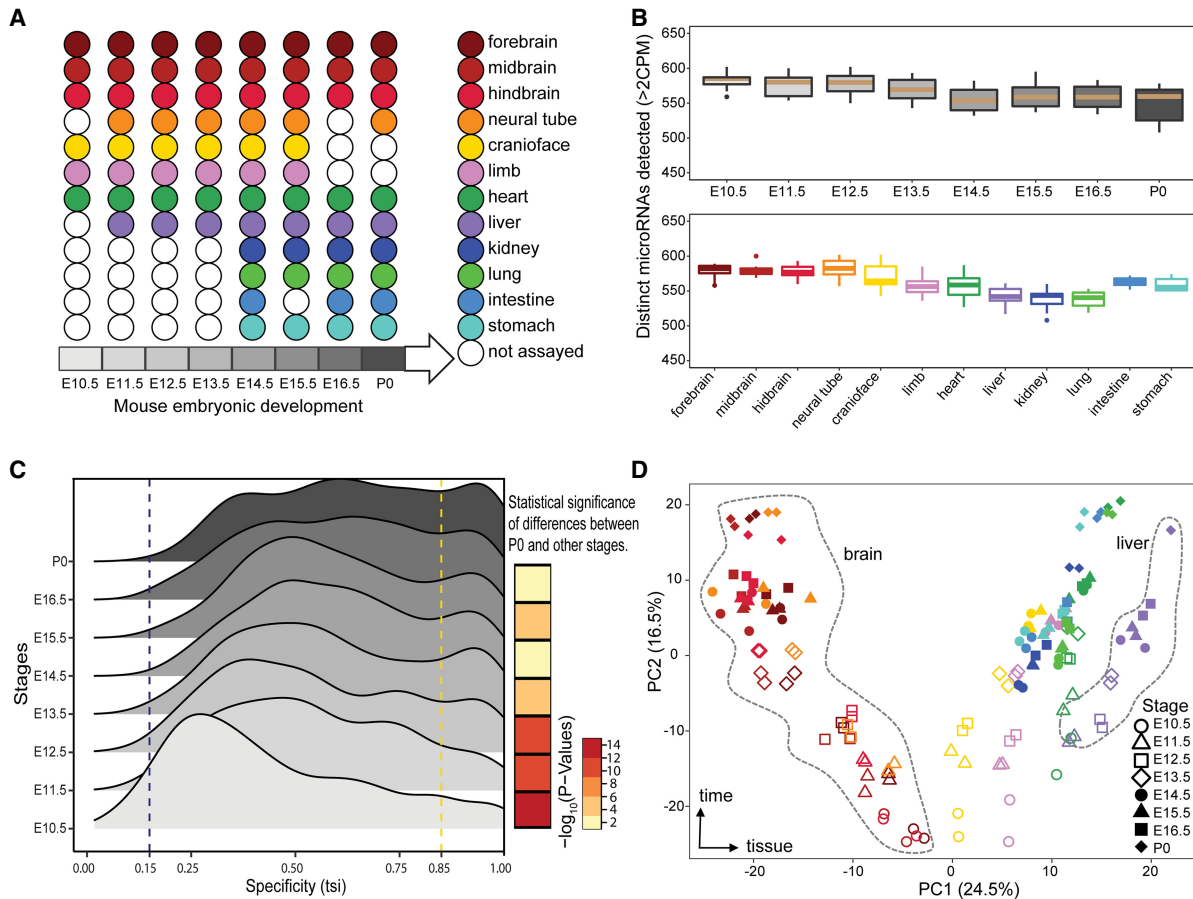 A
forebrain
midbrain
hindbrain
neural tube
cranioface
limb
heart
liver
kidney
lung
intestine
stomach
not assayed
E10.5 E11.5 E12.5 E13.5 E14.5 E15.5 E16.5 P0
Mouse embryonic development
B
Distinct microRNAs detected (>2CPM)
650
600
550
500
450
E10.5 E11.5 E12.5 E13.5 E14.5 E15.5 E16.5 P0
650
600
550
500
450
forebrain
midbrain
hidbrain
neural tube
cranioface
limb
heart
liver
kidney
lung
intestine
stomach
C
Stages
P0
E16.5
E15.5
E14.5
E13.5
E12.5
E11.5
E10.5
0.00 0.15 0.25 0.50 0.75 0.85 1.00
Specificity (tsi)
Statistical significance
of differences between
P0 and other stages.
−log10(P−Values)
14
12
10
8
6
4
2
D
PC2 (16.5%)
20
10
0
-10
-20
brain
liver
time
tissue
Stage
E10.5
E11.5
E12.5
E13.5
E14.5
E15.5
E16.5
P0
-20 -10 0 10 20
PC1 (24.5%)